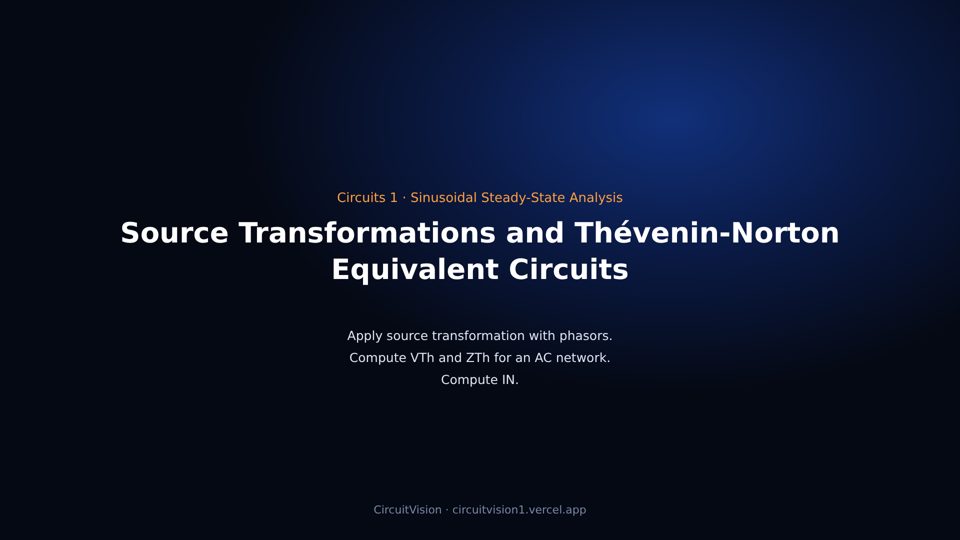 Circuits 1 · Sinusoidal Steady-State Analysis
Source Transformations and Thévenin-Norton
Equivalent Circuits
Apply source transformation with phasors.
Compute VTh and ZTh for an AC network.
Compute IN.
CircuitVision · circuitvision1.vercel.app